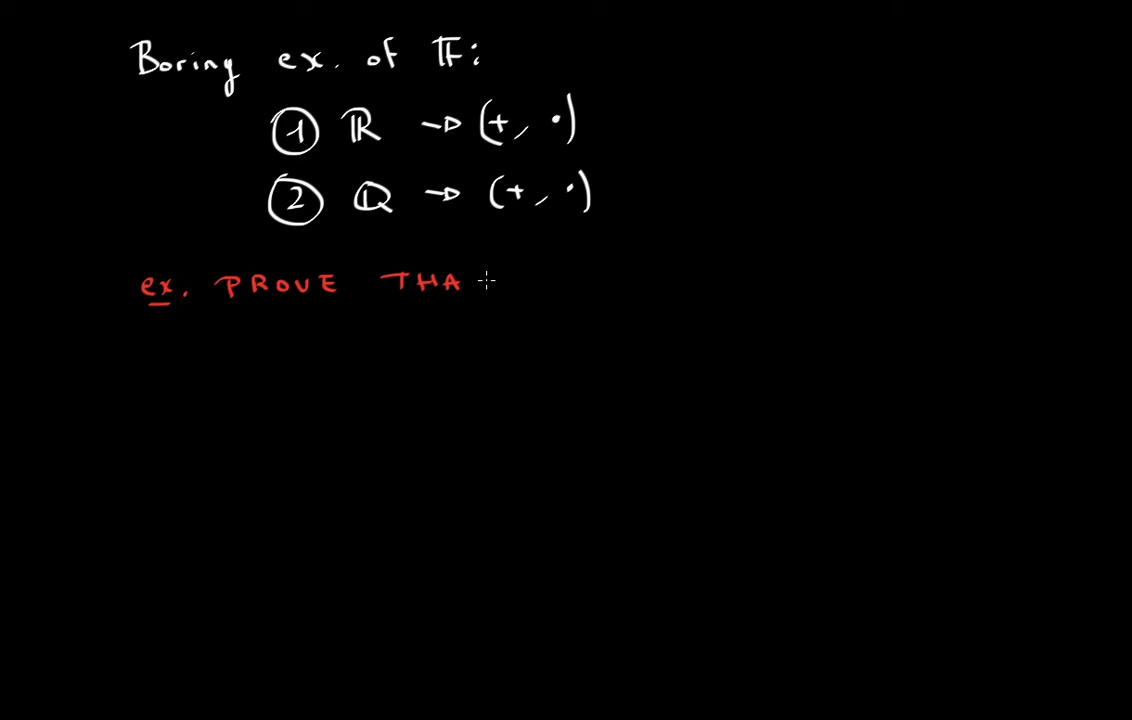 Boring ex. of 𝔽:
① ℝ → (+, ·)
② ℚ → (+, ·)
ex. PROVE THA